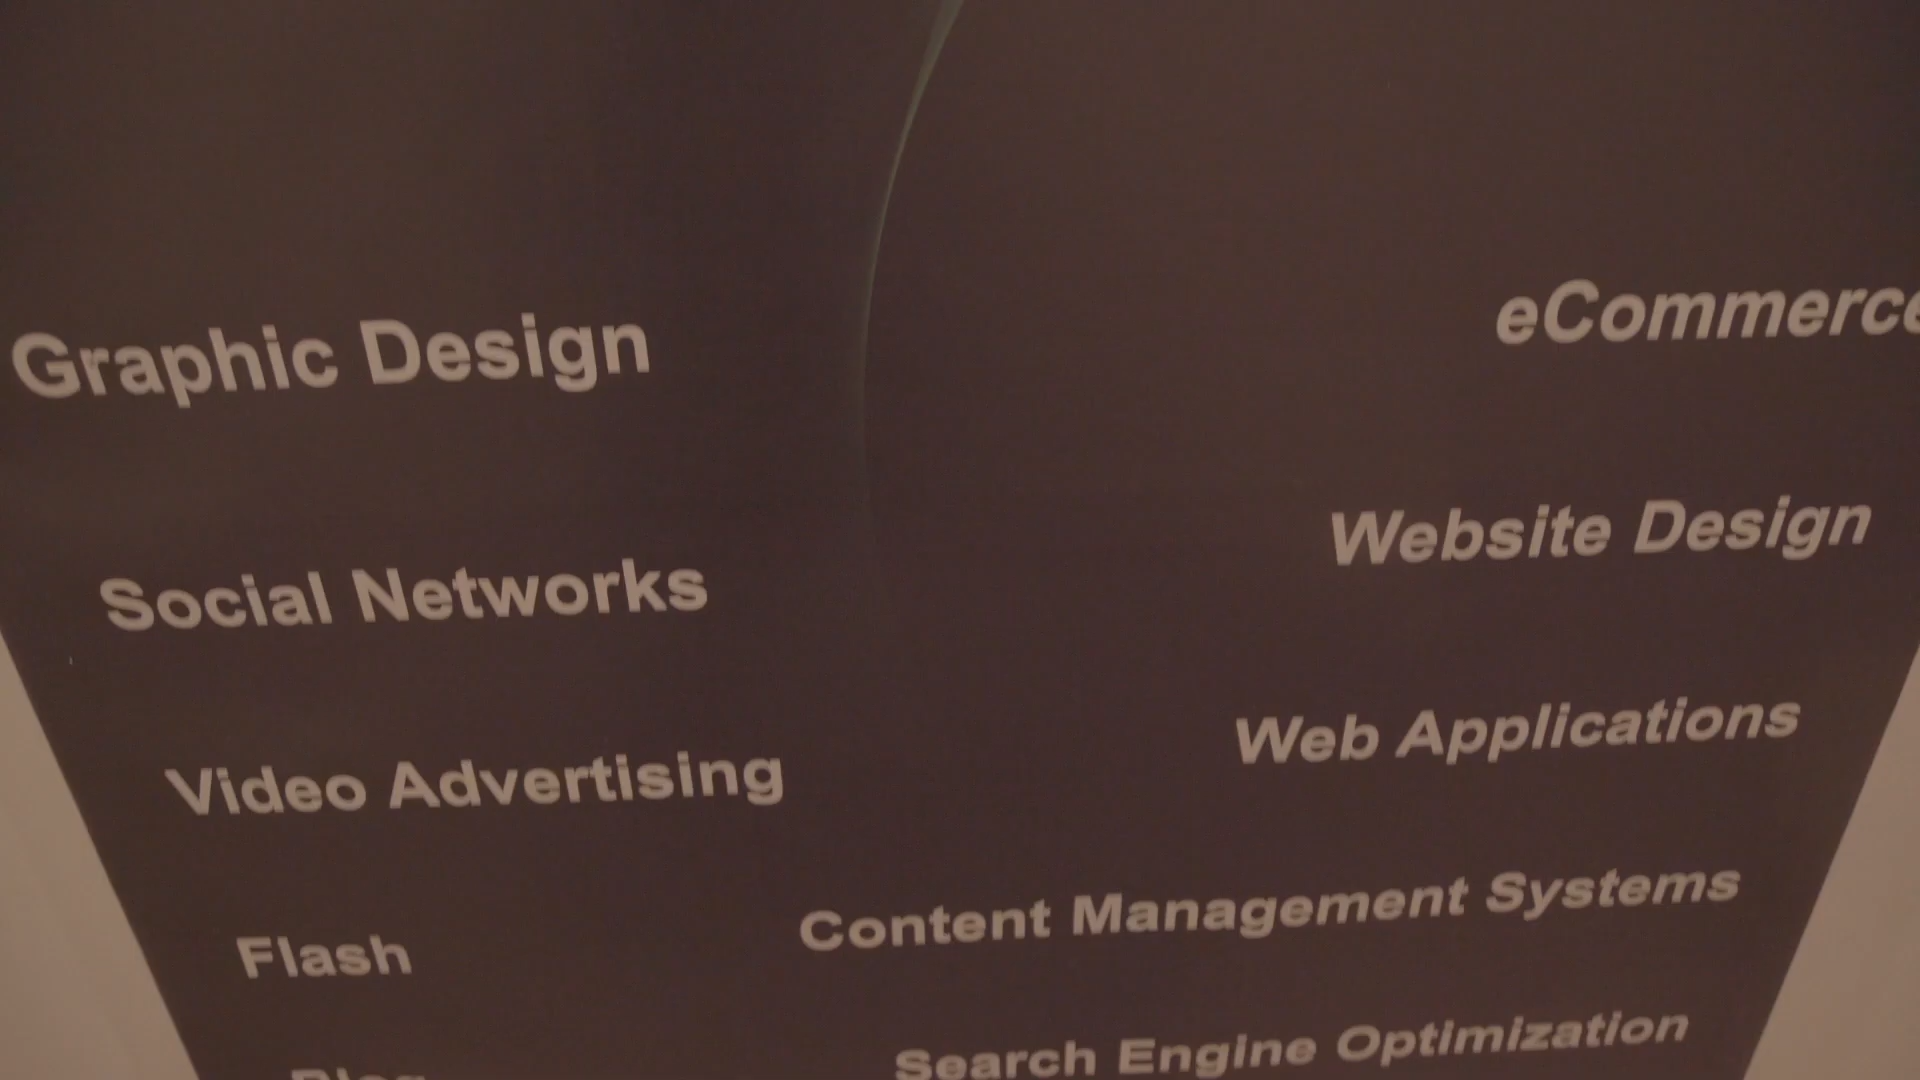 Graphic Design
Social Networks
Video Advertising
Flash
eCommerce
Website Design
Web Applications
Content Management Systems
Search Engine Optimization